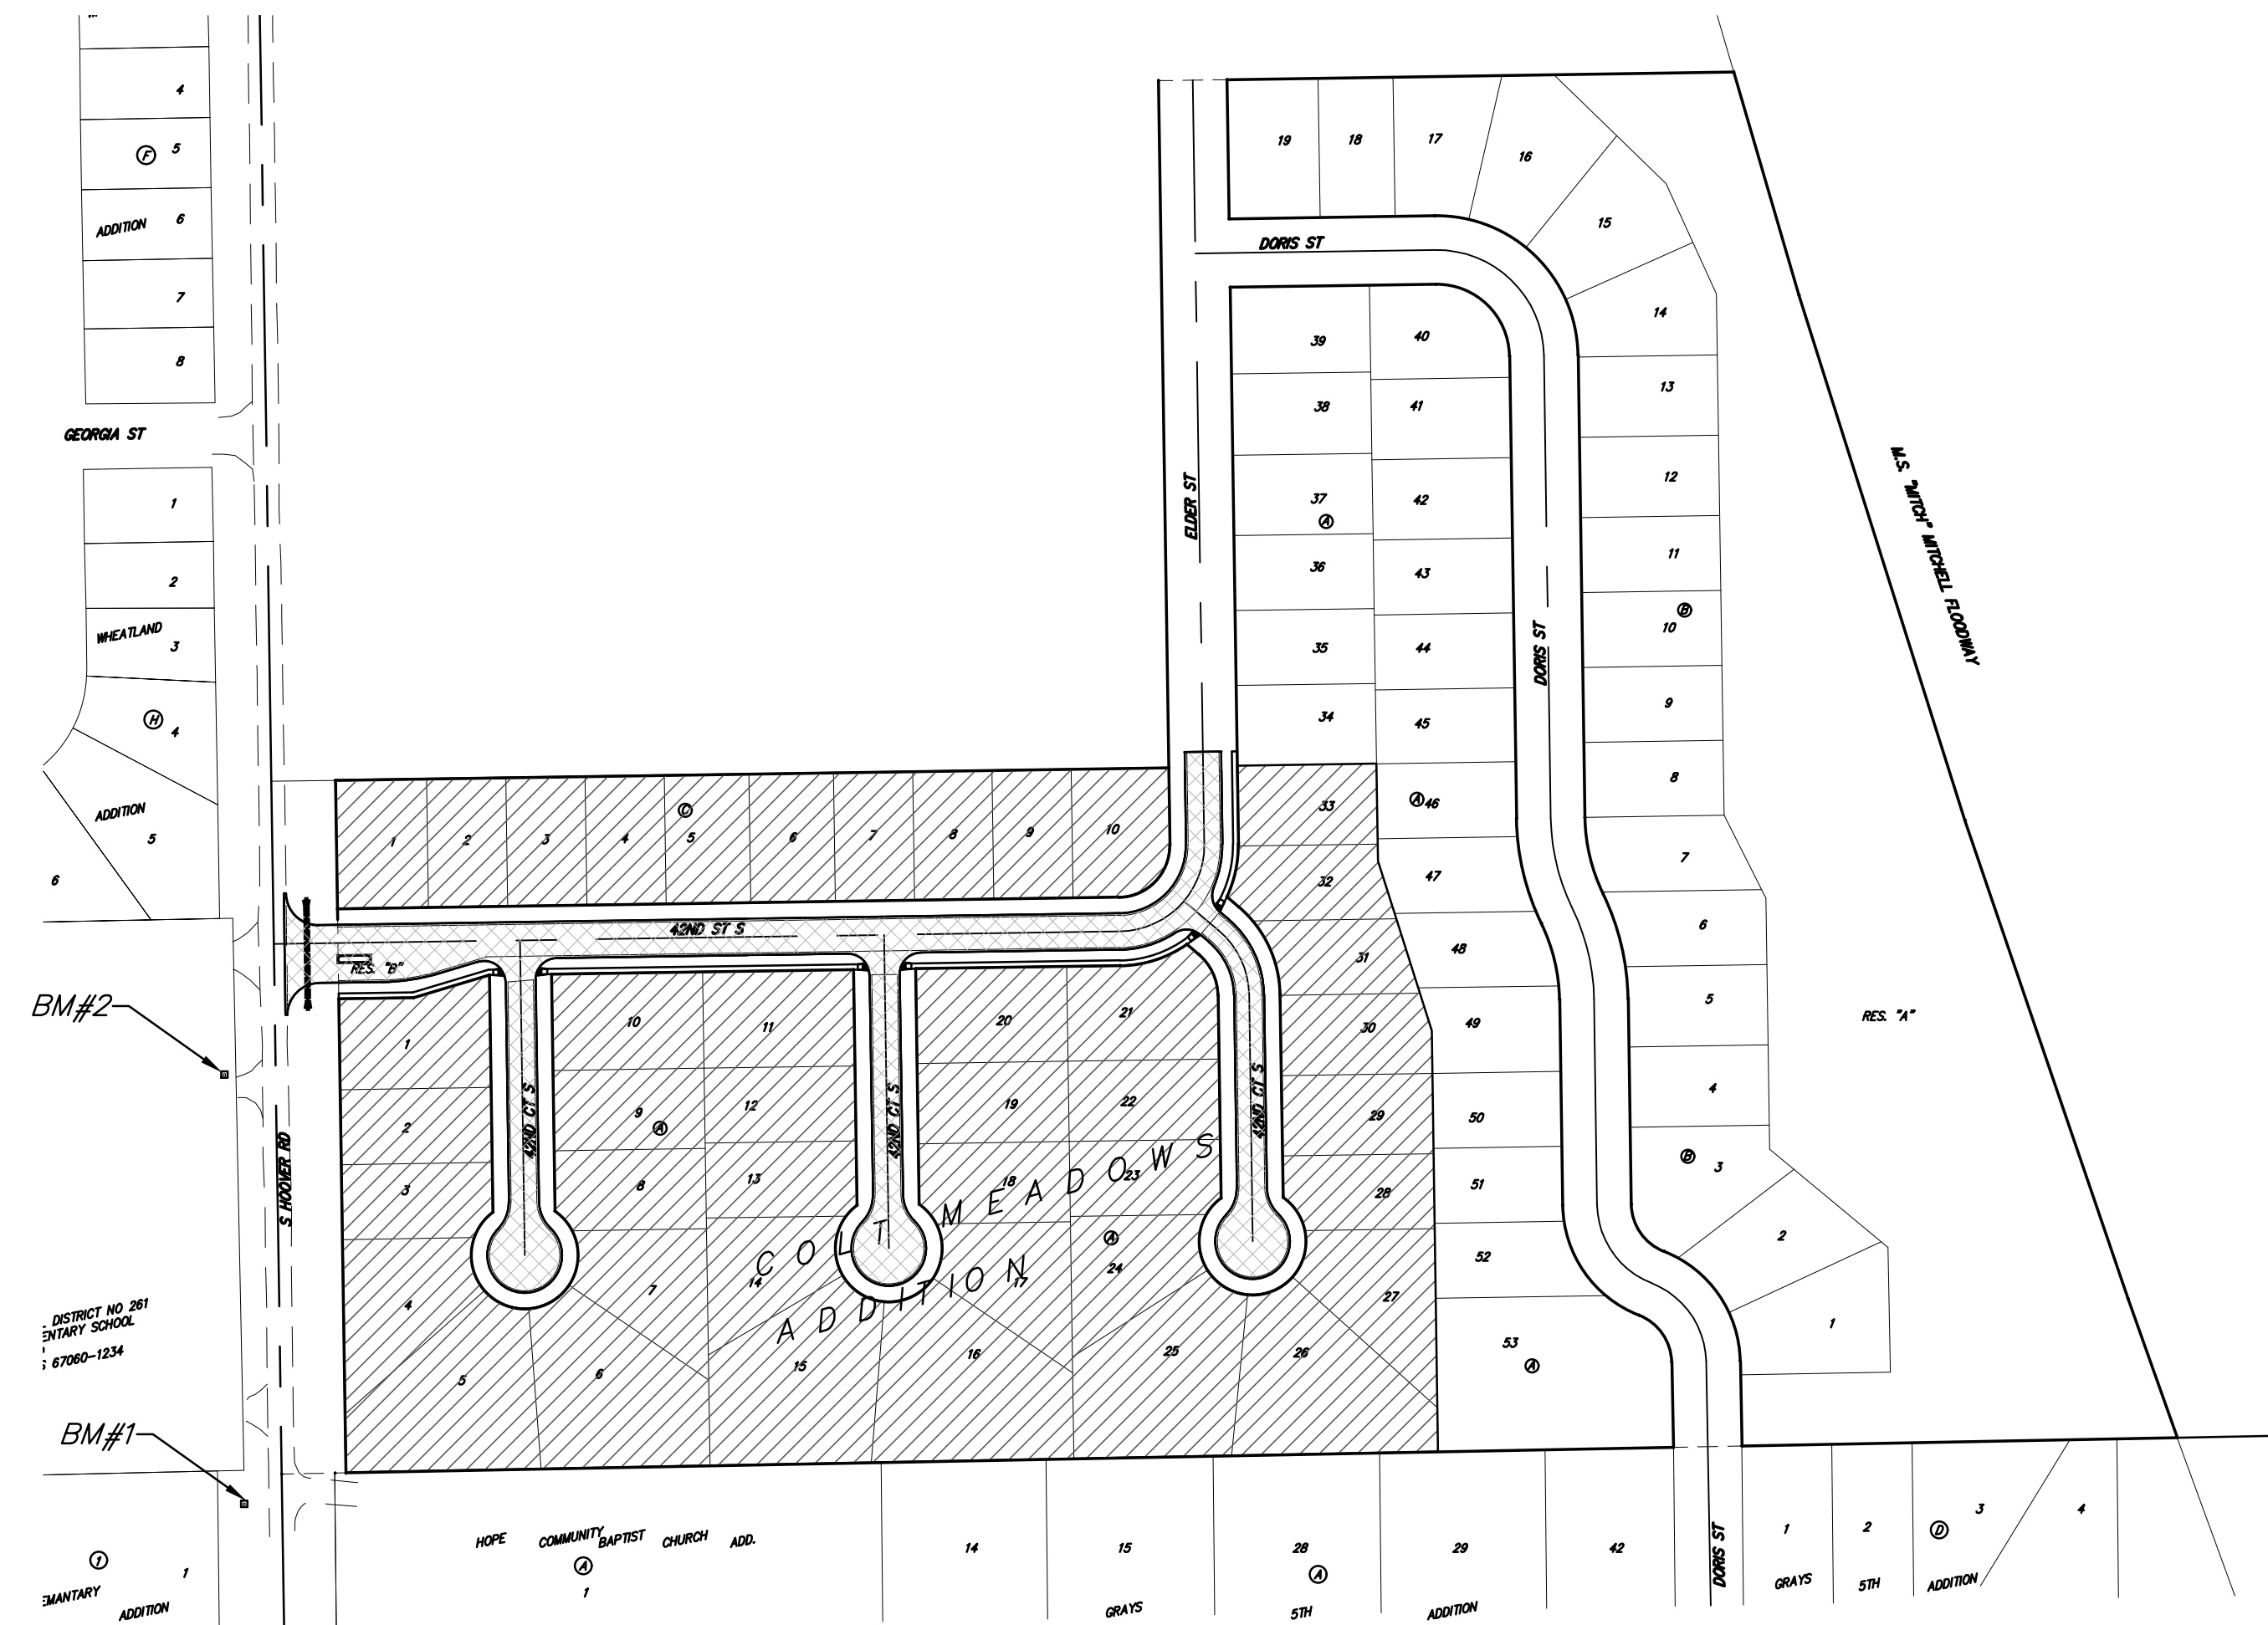 4
F 5
ADDITION 6
7
8
GEORGIA ST
1
2
WHEATLAND
3
H
4
ADDITION
5
6
BM#2
S HOOVER RD
DISTRICT NO 261
ENTARY SCHOOL
67060-1234
BM#1
1
1
EMANTARY
ADDITION
19 18 17 16
15
14
13
12
11
B
10
9
8
7
6
5
4
B 3
2
1
DORIS ST
ELDER ST
DORIS ST
M.S. "MITCH" MITCHELL FLOODWAY
RES. "A"
39 40
38 41
37 42
A
36 43
35 44
34 45
33 A 46
32 47
31 48
30 49
29 50
28 51
52
27
53
A
C
1 2 3 4 5 6 7 8 9 10
42ND ST S
RES. "B"
1
2
3
4
5
6
7
8
9 A
10
11
12
13
14
15
16
17
18
19
20
21
22
23
A
24
25
26
42ND CT S
42ND CT S
42ND CT S
COLT MEADOWS
ADDITION
HOPE COMMUNITY BAPTIST CHURCH ADD.
A
1
14 15 28 29 42
A
GRAYS 5TH ADDITION
DORIS ST
1 2 D 3 4
GRAYS 5TH ADDITION